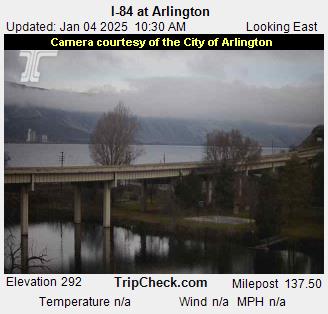 I-84 at Arlington
Updated: Jan 04 2025 10:30 AM Looking East
Camera courtesy of the City of Arlington
Elevation 292 TripCheck.com Milepost 137.50
Temperature n/a Wind n/a MPH n/a